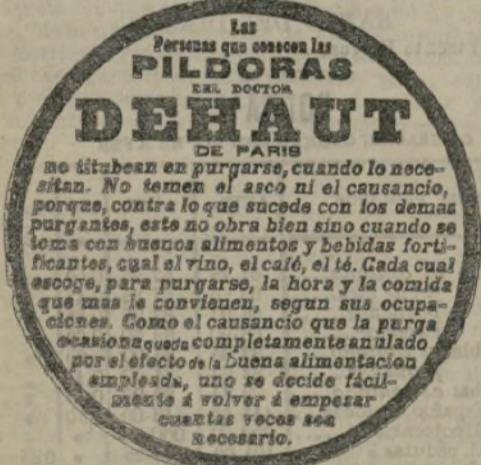 Las
Personas que conocen las
PILDORAS
DEL DOCTOR
DEHAUT
DE PARIS
no titubean en purgarse, cuando lo nece-
sitan. No temen el asco ni el causancio,
porque, contra lo que sucede con los demas
purgantes, este no obra bien sino cuando se
toma con buenos alimentos y bebidas forti-
ficantes, cual el vino, el café, el té. Cada cual
escoge, para purgarse, la hora y la comida
que mas le convienen, segun sus ocupa-
ciones. Como el causancio que la purga
ocasiona queda completamente anulado
por el efecto de la buena alimentacion
empleada, uno se decide fácil-
mente á volver á empezar
cuantas veces sea
necesario.